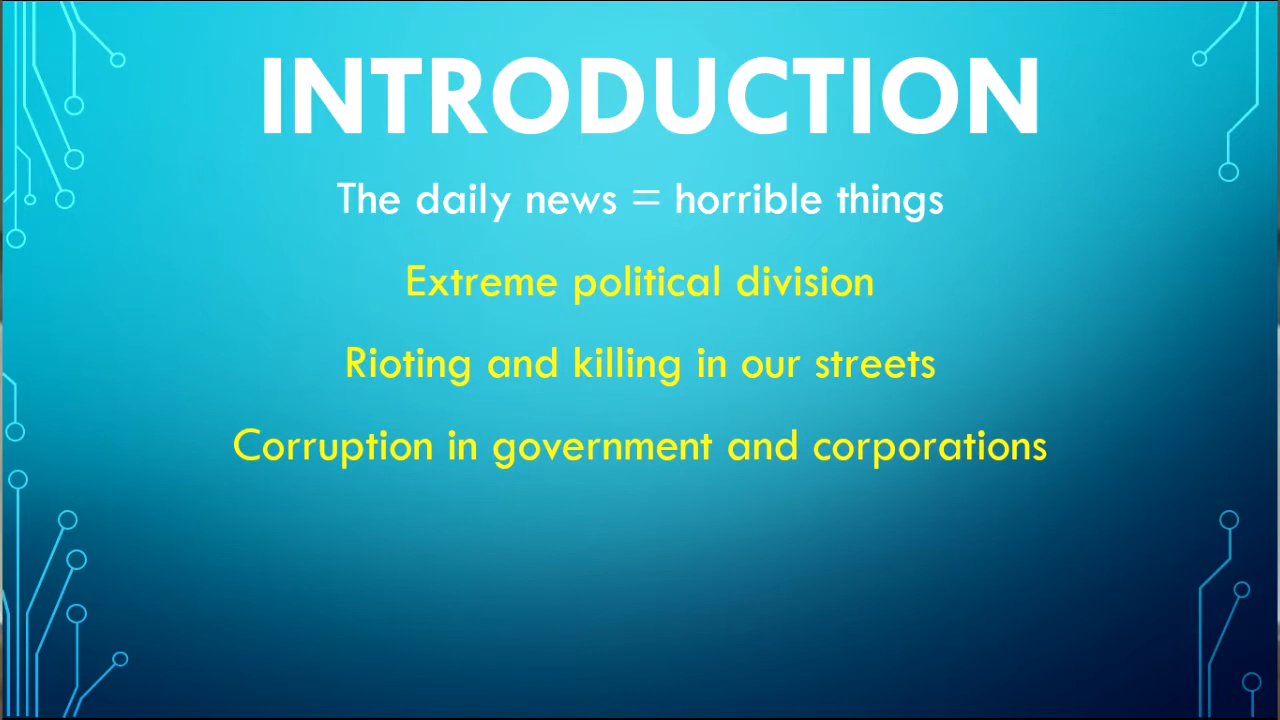 INTRODUCTION
The daily news = horrible things
Extreme political division
Rioting and killing in our streets
Corruption in government and corporations